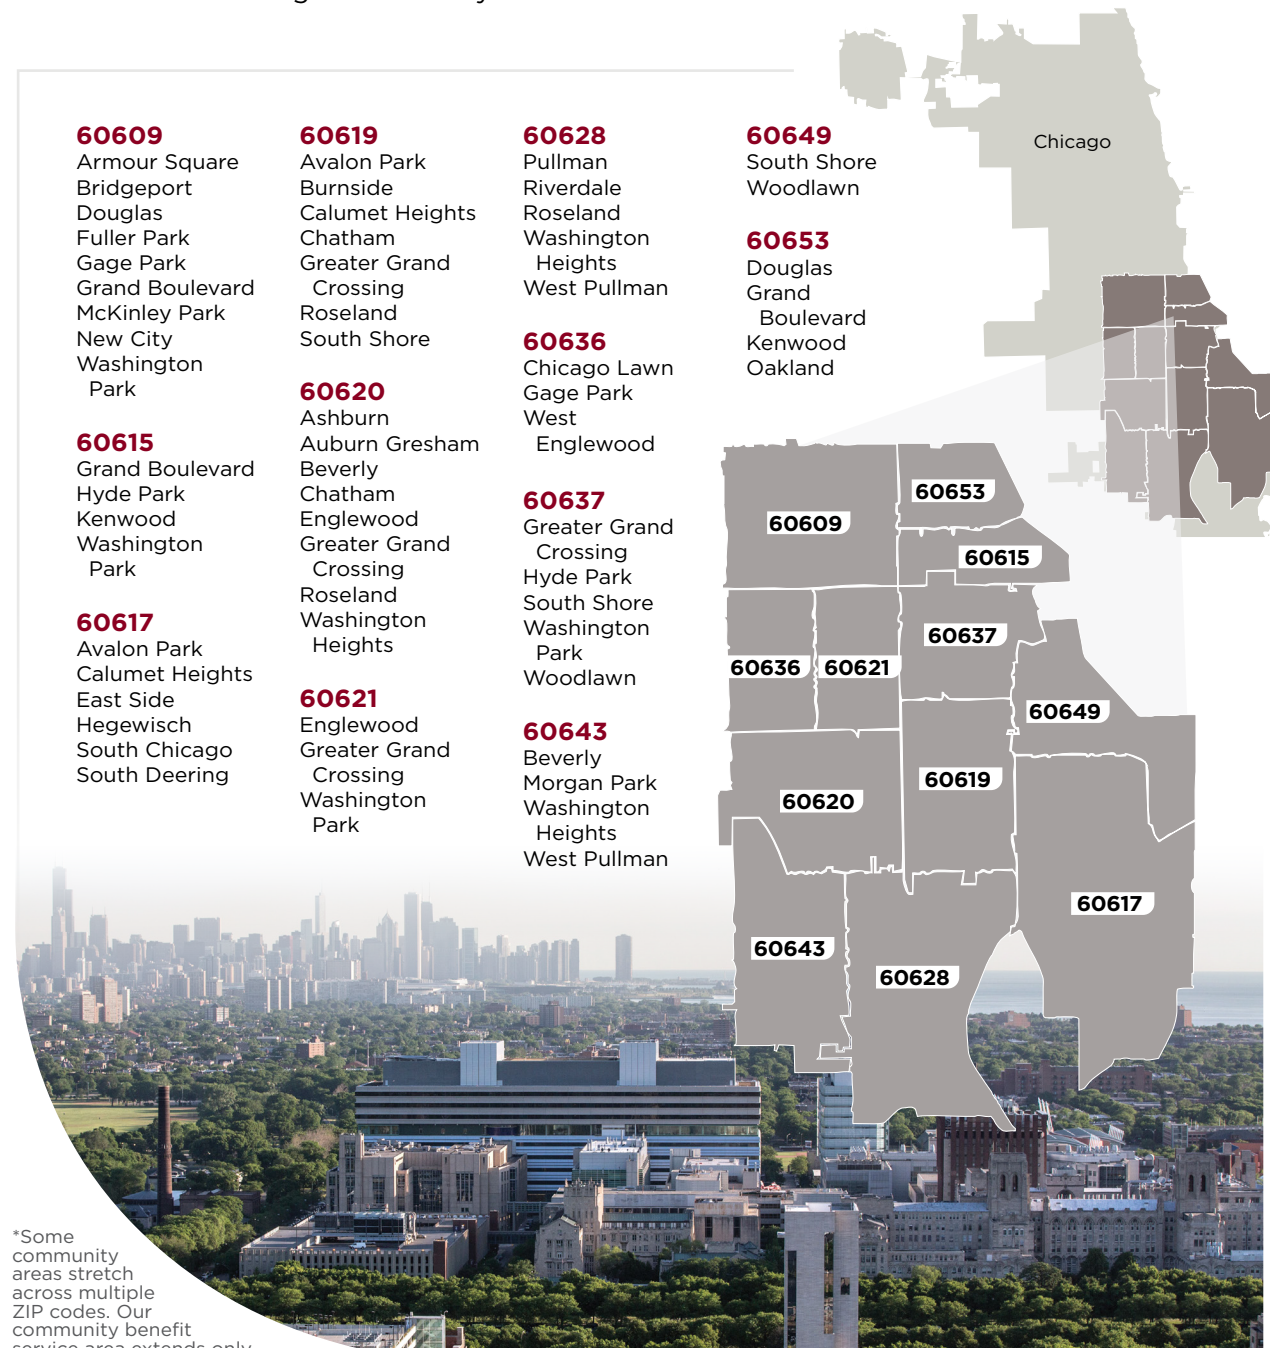 60609
Armour Square
Bridgeport
Douglas
Fuller Park
Gage Park
Grand Boulevard
McKinley Park
New City
Washington
Park
60615
Grand Boulevard
Hyde Park
Kenwood
Washington
Park
60617
Avalon Park
Calumet Heights
East Side
Hegewisch
South Chicago
South Deering
60619
Avalon Park
Burnside
Calumet Heights
Chatham
Greater Grand
Crossing
Roseland
South Shore
60620
Ashburn
Auburn Gresham
Beverly
Chatham
Englewood
Greater Grand
Crossing
Roseland
Washington
Heights
60621
Englewood
Greater Grand
Crossing
Washington
Park
60628
Pullman
Riverdale
Roseland
Washington
Heights
West Pullman
60636
Chicago Lawn
Gage Park
West
Englewood
60637
Greater Grand
Crossing
Hyde Park
South Shore
Washington
Park
Woodlawn
60643
Beverly
Morgan Park
Washington
Heights
West Pullman
60649
South Shore
Woodlawn
60653
Douglas
Grand
Boulevard
Kenwood
Oakland
Chicago
60653
60609
60615
60637
60636
60621
60649
60619
60620
60617
60643
60628
*Some
community
areas stretch
across multiple
ZIP codes. Our
community benefit
service area extends only